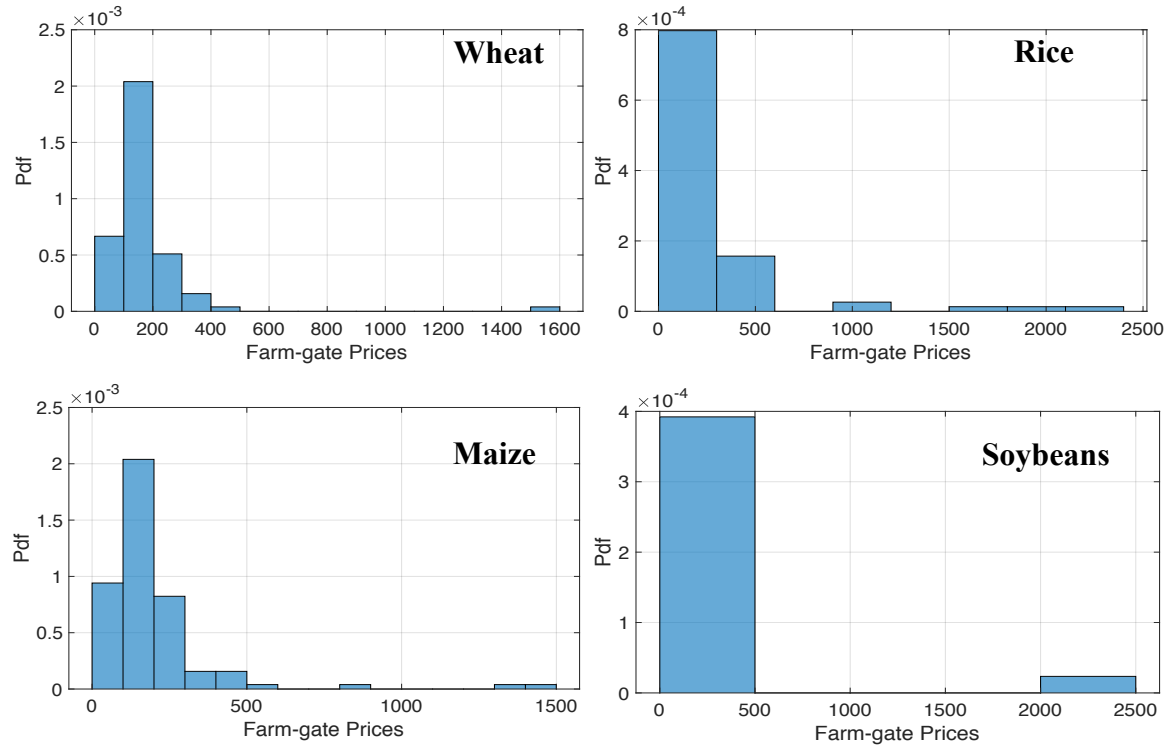 ×10⁻³
2.5
2
1.5
1
0.5
0
Pdf
Wheat
0 200 400 600 800 1000 1200 1400 1600
Farm-gate Prices
×10⁻⁴
8
6
4
2
0
Pdf
Rice
0 500 1000 1500 2000 2500
Farm-gate Prices
×10⁻³
2.5
2
1.5
1
0.5
0
Pdf
Maize
0 500 1000 1500
Farm-gate Prices
×10⁻⁴
4
3
2
1
0
Pdf
Soybeans
0 500 1000 1500 2000 2500
Farm-gate Prices